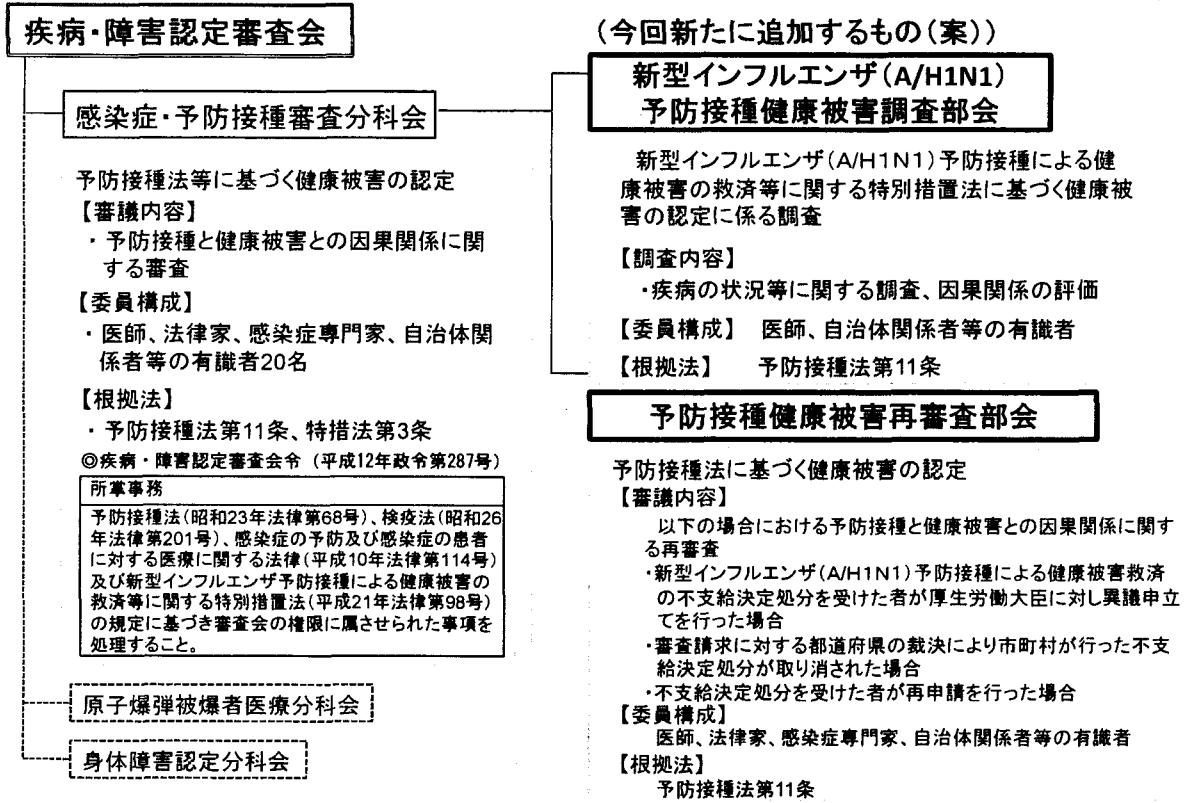 疾病・障害認定審査会
感染症・予防接種審査分科会
予防接種法等に基づく健康被害の認定
【審議内容】
・ 予防接種と健康被害との因果関係に関
する審査
【委員構成】
・ 医師、法律家、感染症専門家、自治体関
係者等の有識者20名
【根拠法】
・ 予防接種法第11条、特措法第3条
◎疾病・障害認定審査会令 (平成12年政令第287号)
所掌事務
予防接種法(昭和23年法律第68号)、検疫法(昭和26
年法律第201号)、感染症の予防及び感染症の患者
に対する医療に関する法律(平成10年法律第114号)
及び新型インフルエンザ予防接種による健康被害の
救済等に関する特別措置法(平成21年法律第98号)
の規定に基づき審査会の権限に属させられた事項を
処理すること。
原子爆弾被爆者医療分科会
身体障害認定分科会
(今回新たに追加するもの(案))
新型インフルエンザ(A/H1N1)
予防接種健康被害調査部会
新型インフルエンザ(A/H1N1)予防接種による健
康被害の救済等に関する特別措置法に基づく健康被
害の認定に係る調査
【調査内容】
・疾病の状況等に関する調査、因果関係の評価
【委員構成】 医師、自治体関係者等の有識者
【根拠法】 予防接種法第11条
予防接種健康被害再審査部会
予防接種法に基づく健康被害の認定
【審議内容】
以下の場合における予防接種と健康被害との因果関係に関す
る再審査
・新型インフルエンザ(A/H1N1)予防接種による健康被害救済
の不支給決定処分を受けた者が厚生労働大臣に対し異議申立
てを行った場合
・審査請求に対する都道府県の裁決により市町村が行った不支
給決定処分が取り消された場合
・不支給決定処分を受けた者が再申請を行った場合
【委員構成】
医師、法律家、感染症専門家、自治体関係者等の有識者
【根拠法】
予防接種法第11条